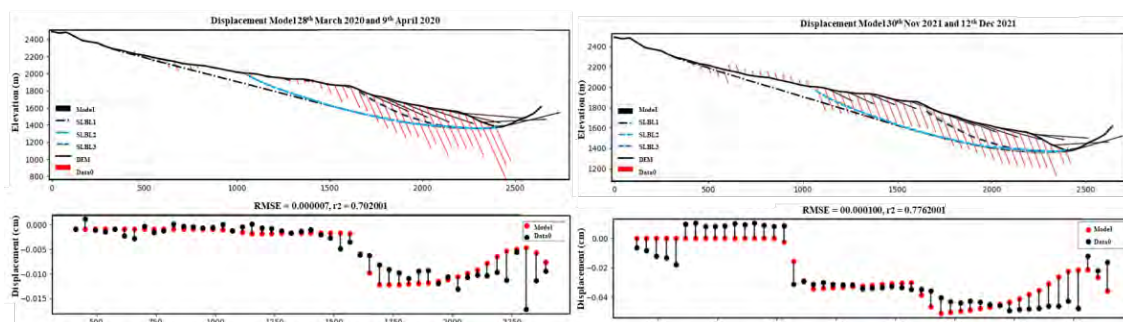 Displacement Model28th March 2020 and 9th April 2020
Elevation (m)
2400
2200
2000
1800
1600
1400
1200
1000
800
Model
SLBL1
SLBL2
SLBL3
DEM
Data0
0
500
1000
1500
2000
2500
RMSE = 0.000007, r2 = 0.702001
Displacement (cm)
0.000
−0.005
−0.010
−0.015
Model
Data0
500
750
1000
1250
1500
1750
2000
2250
Displacement Model30th Nov 2021 and 12th Dec 2021
Elevation (m)
2400
2200
2000
1800
1600
1400
1200
Model
SLBL1
SLBL2
SLBL3
DEM
Data0
0
500
1000
1500
2000
2500
RMSE = 00.000100, r2 = 0.7762001
Displacement (cm)
0.00
−0.02
−0.04
Model
Data0